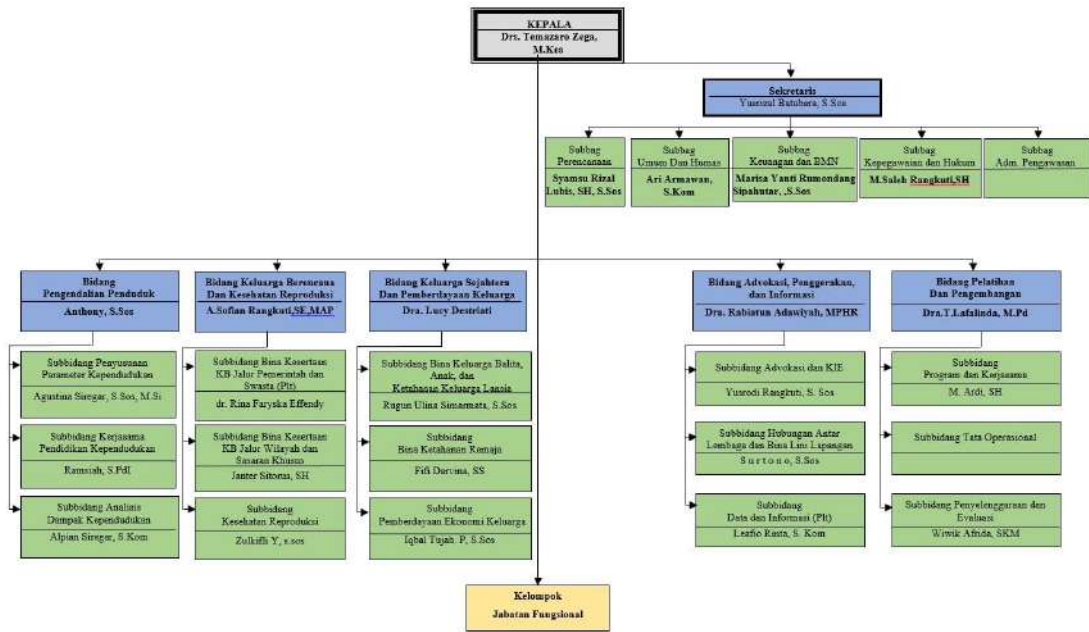 KEPALA
Drs. Temazaro Zega,
M.Kes
Sekretaris
Yusrizal Batubara, S.Sos
Subbag
Perencanaan
Syamsu Rizal
Lubis, SH, S.Sos
Subbag
Umum Dan Humas
Ari Armawan,
S.Kom
Subbag
Keuangan dan BMN
Marisa Yanti Rumondang
Sipahutar, ,S.Sos
Subbag
Kepegawaian dan Hukum
M.Saleh Rangkuti,SH
Subbag
Adm. Pengawasan
Bidang
Pengendalian Penduduk
Anthony, S.Sos
Bidang Keluarga Berencana
Dan Kesehatan Reproduksi
A.Sofian Rangkuti,SE,MAP
Bidang Keluarga Sejahtera
Dan Pemberdayaan Keluarga
Dra. Lucy Destriati
Bidang Advokasi, Penggerakan,
dan Informasi
Dra. Rabiatun Adawiyah, MPHR
Bidang Pelatihan
Dan Pengembangan
Dra.T.Lafalinda, M.Pd
Subbidang Penyusunan
Parameter Kependudukan
Agustina Siregar, S.Sos, M.Si
Subbidang Kerjasama
Pendidikan Kependudukan
Ramsiah, S.PdI
Subbidang Analisis
Dampak Kependudukan
Alpian Siregar, S.Kom
Subbidang Bina Kesertaan
KB Jalur Pemerintah dan
Swasta (Plt)
dr. Rina Faryska Effendy
Subbidang Bina Kesertaan
KB Jalur Wilayah dan
Sasaran Khusus
Janter Sitorus, SH
Subbidang
Kesehatan Reproduksi
Zulkifli Y, s.sos
Subbidang Bina Keluarga Balita,
Anak, dan
Ketahanan Keluarga Lansia
Rugun Ulina Simarmata, S.Sos
Subbidang
Bina Ketahanan Remaja
Fifi Darvina, SS
Subbidang
Pemberdayaan Ekonomi Keluarga
Iqbal Tujah. P, S.Sos
Subbidang Advokasi dan KIE
Yusrodi Rangkuti, S. Sos
Subbidang Hubungan Antar
Lembaga dan Bina Lini Lapangan
Surtono, S.Sos
Subbidang
Data dan Informasi (Plt)
Leafio Rasta, S. Kom
Subbidang
Program dan Kerjasama
M. Ardi, SH
Subbidang Tata Operasional
Subbidang Penyelenggaraan dan
Evaluasi
Wiwik Afrida, SKM
Kelompok
Jabatan Fungsional